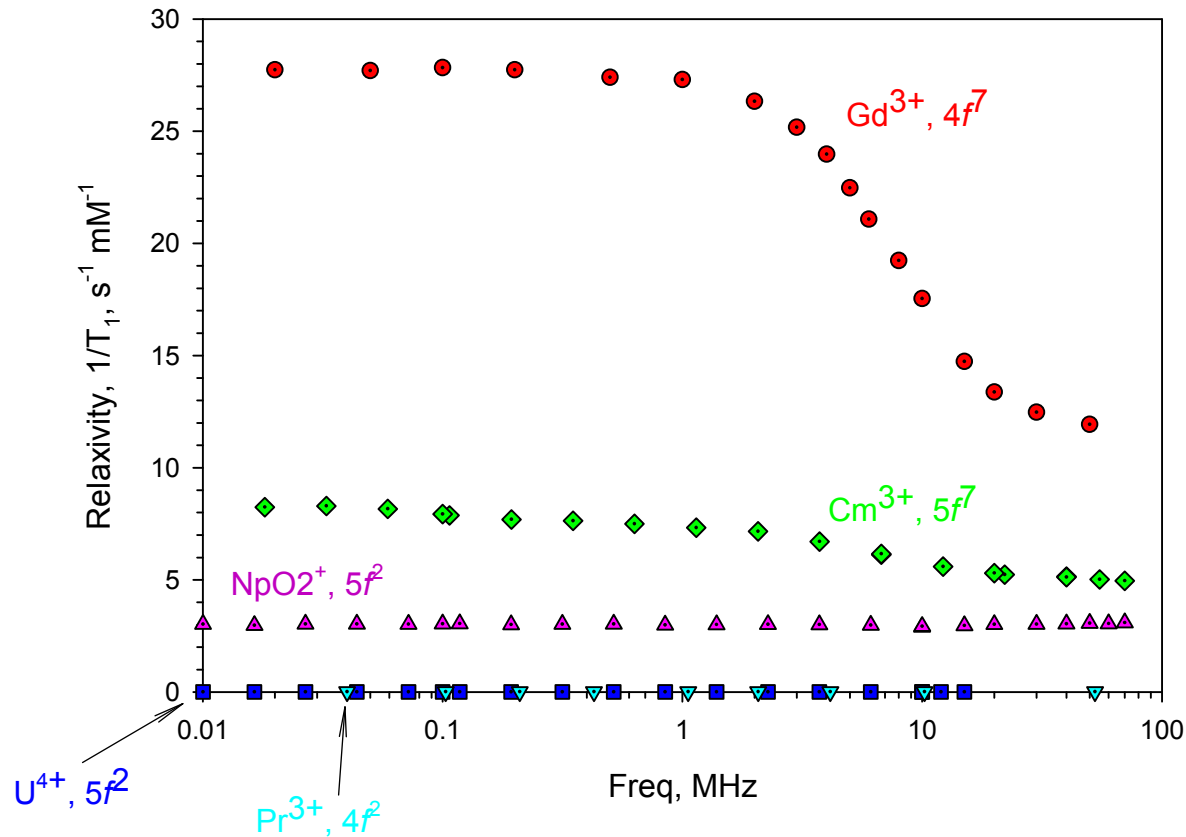 30
25
20
15
10
5
0
Relaxivity, 1/T₁, s⁻¹ mM⁻¹
Gd³⁺, 4f⁷
Cm³⁺, 5f⁷
NpO2⁺, 5f²
0.01 0.1 1 10 100
Freq, MHz
U⁴⁺, 5f²
Pr³⁺, 4f²